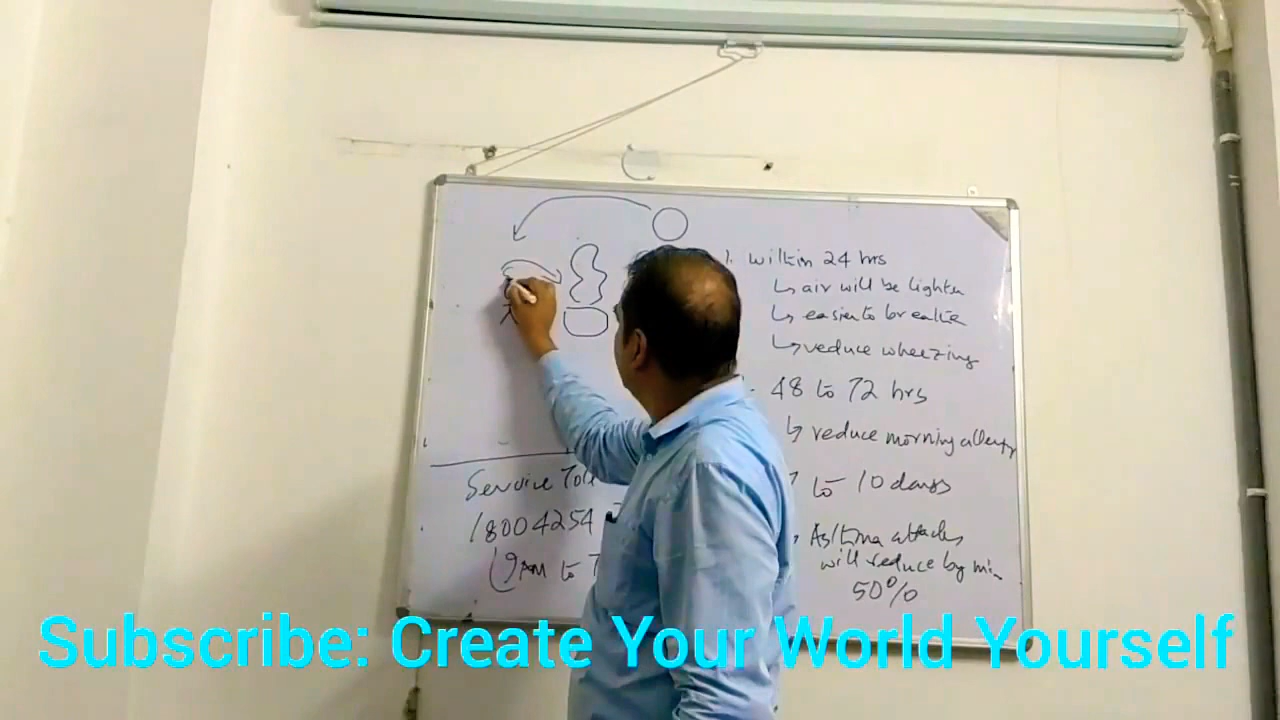 1. within 24 hrs
↳ air will be lighter
↳ easier to breathe
↳ reduce wheezing
48 to 72 hrs
↳ reduce morning allergy
to 10 days
Asthma attacks
will reduce by min
50%
Service Toll
18004254
(9AM to 7
Subscribe: Create Your World Yourself